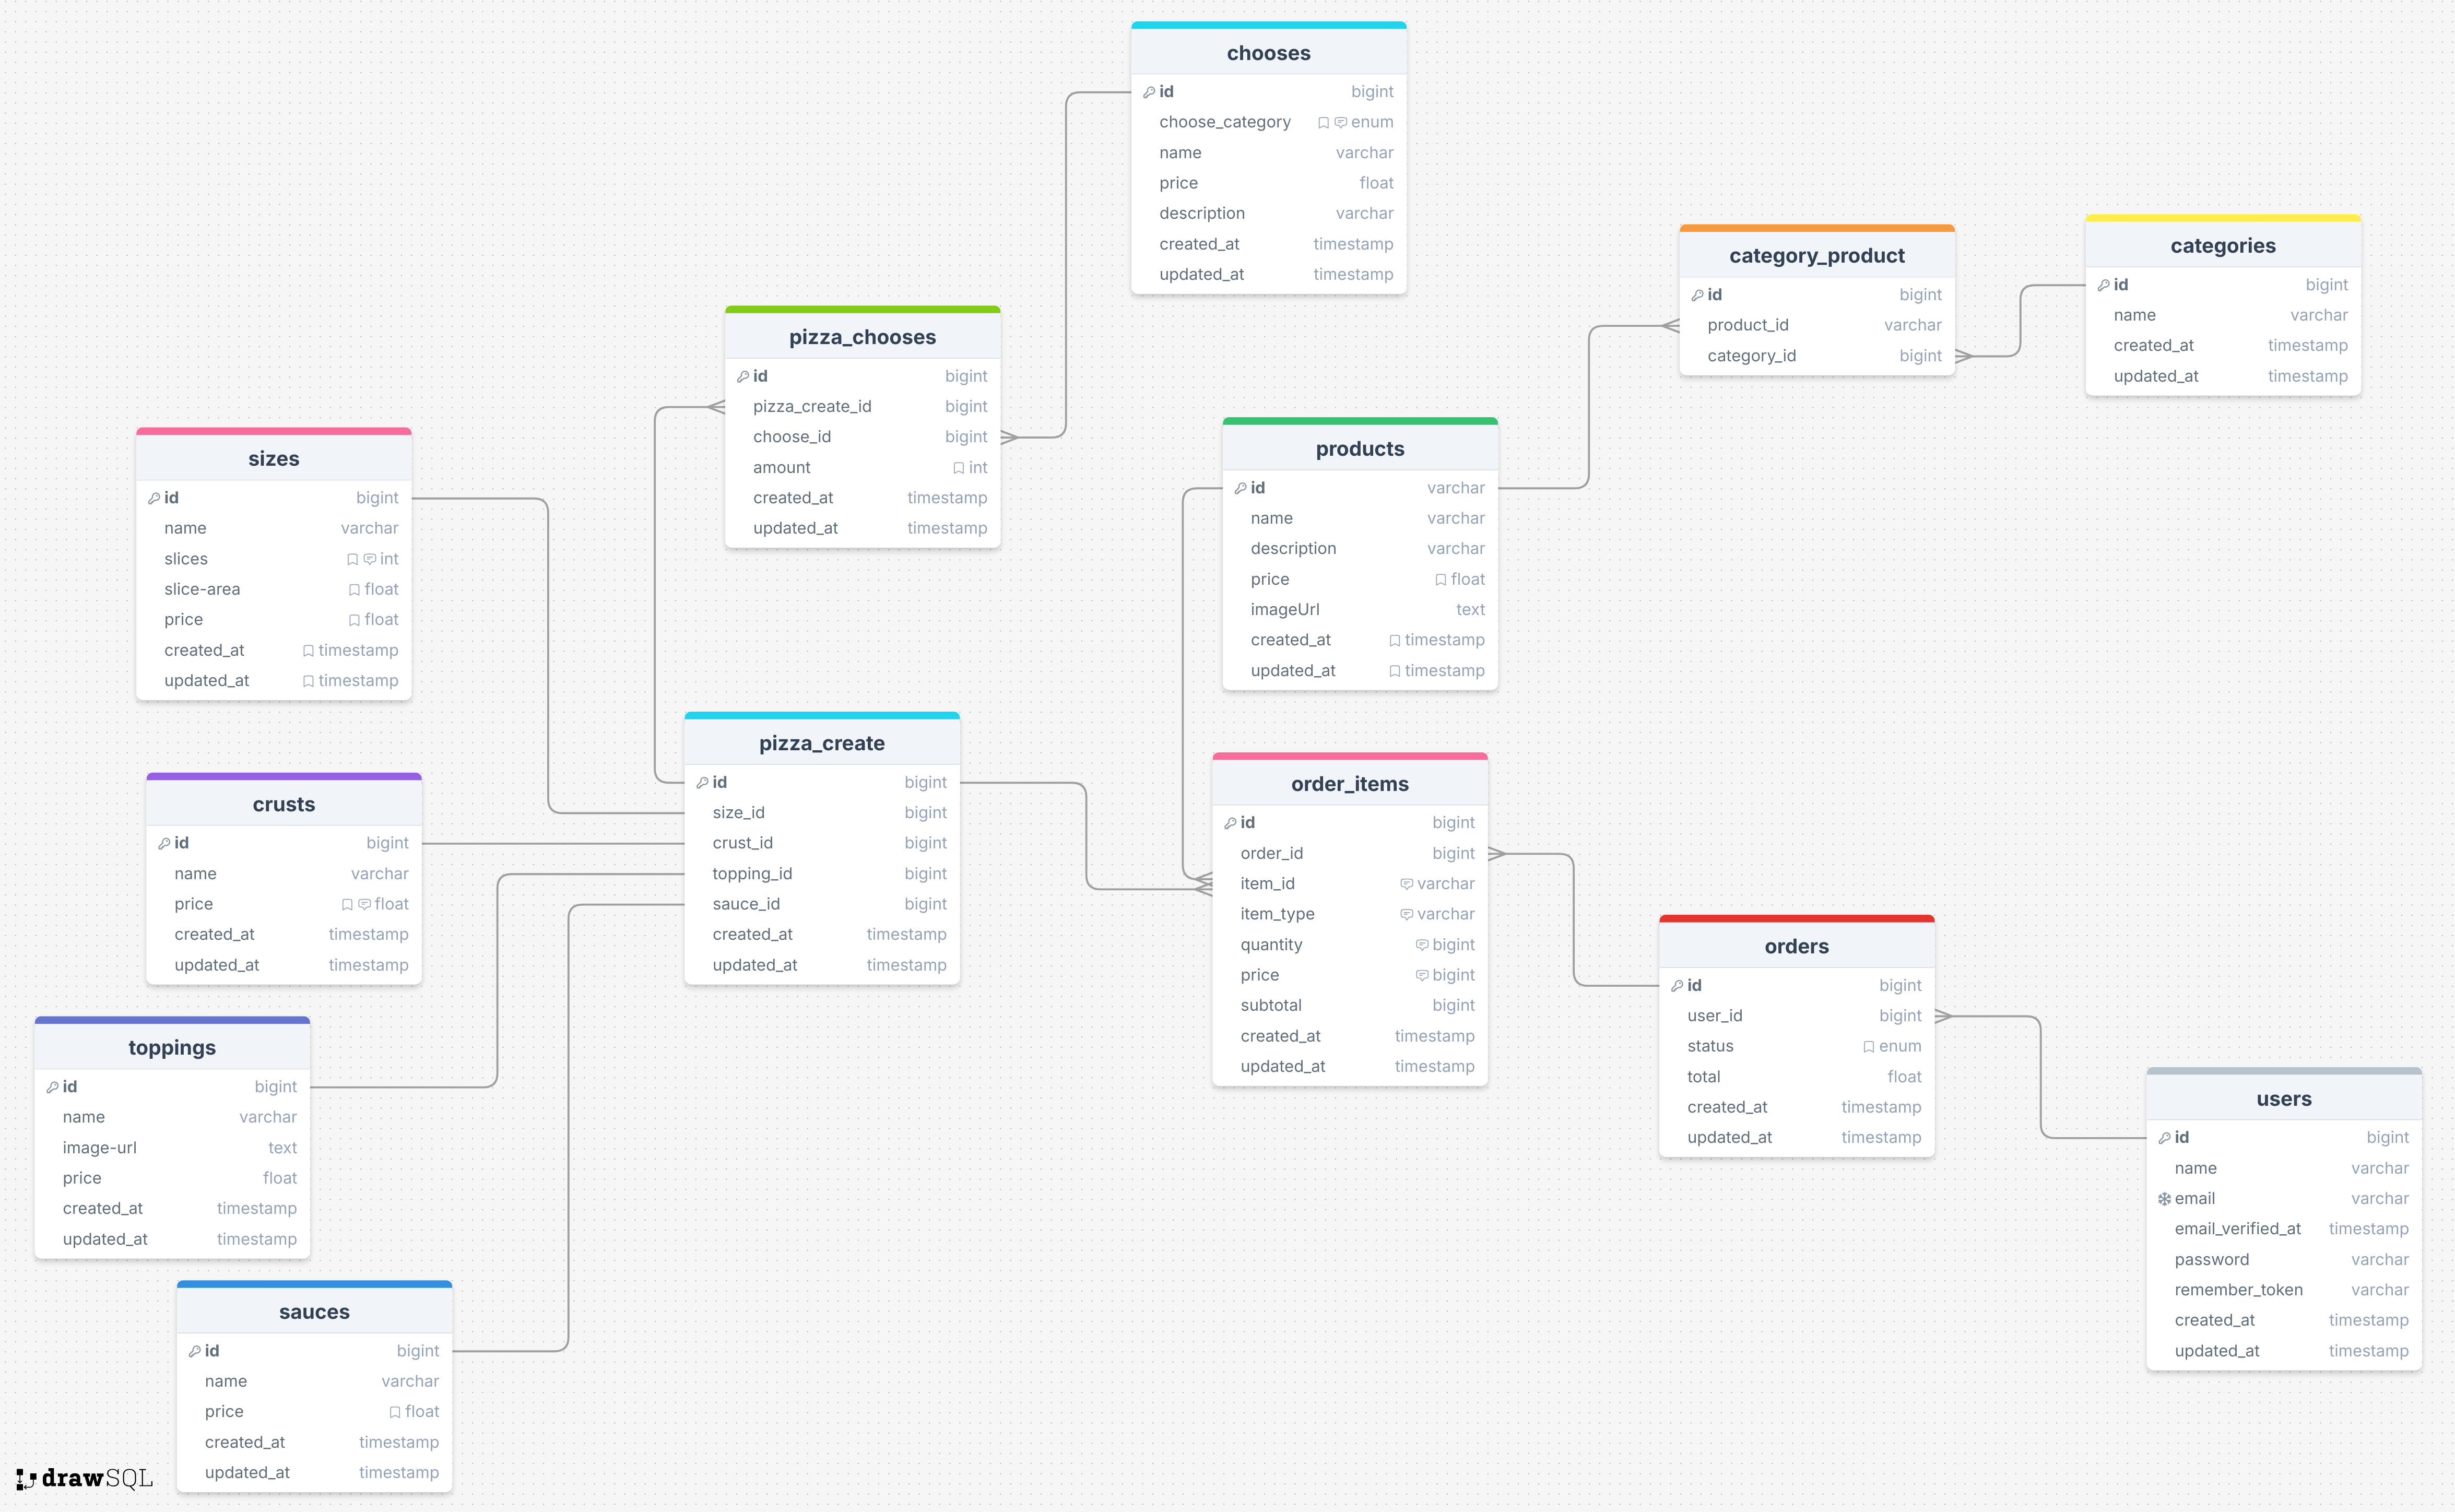 chooses
id bigint
choose_category enum
name varchar
price float
description varchar
created_at timestamp
updated_at timestamp
category_product
id bigint
product_id varchar
category_id bigint
categories
id bigint
name varchar
created_at timestamp
updated_at timestamp
pizza_chooses
id bigint
pizza_create_id bigint
choose_id bigint
amount int
created_at timestamp
updated_at timestamp
products
id varchar
name varchar
description varchar
price float
imageUrl text
created_at timestamp
updated_at timestamp
sizes
id bigint
name varchar
slices int
slice-area float
price float
created_at timestamp
updated_at timestamp
pizza_create
id bigint
size_id bigint
crust_id bigint
topping_id bigint
sauce_id bigint
created_at timestamp
updated_at timestamp
order_items
id bigint
order_id bigint
item_id varchar
item_type varchar
quantity bigint
price bigint
subtotal bigint
created_at timestamp
updated_at timestamp
crusts
id bigint
name varchar
price float
created_at timestamp
updated_at timestamp
orders
id bigint
user_id bigint
status enum
total float
created_at timestamp
updated_at timestamp
toppings
id bigint
name varchar
image-url text
price float
created_at timestamp
updated_at timestamp
users
id bigint
name varchar
email varchar
email_verified_at timestamp
password varchar
remember_token varchar
created_at timestamp
updated_at timestamp
sauces
id bigint
name varchar
price float
created_at timestamp
updated_at timestamp
drawSQL